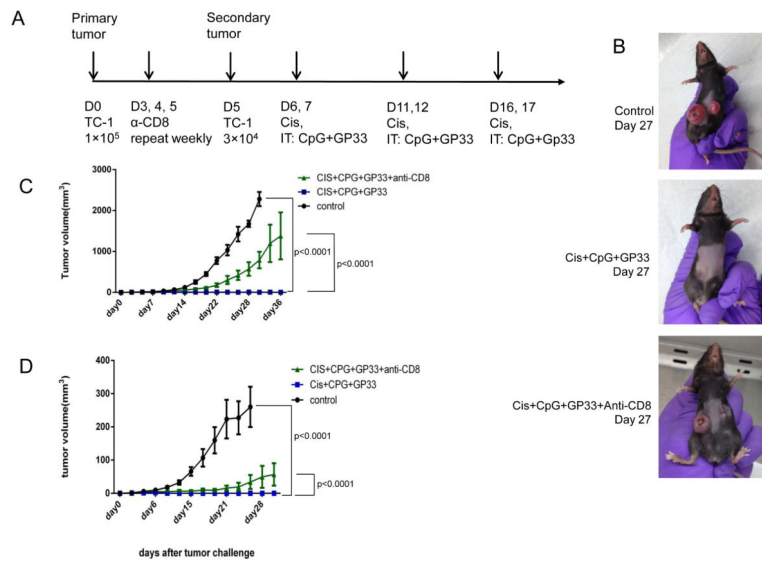 A
Primary
tumor
Secondary
tumor
D0
TC-1
1×10⁵
D3, 4, 5
α-CD8
repeat weekly
D5
TC-1
3×10⁴
D6, 7
Cis,
IT: CpG+GP33
D11,12
Cis,
IT: CpG+GP33
D16, 17
Cis,
IT: CpG+Gp33
B
Control
Day 27
Cis+CpG+GP33
Day 27
Cis+CpG+GP33+Anti-CD8
Day 27
C
Tumor volume(mm³)
3000
2000
1000
0
day0
day7
day14
day22
day28
day36
CIS+CPG+GP33+anti-CD8
CIS+CPG+GP33
control
p<0.0001
p<0.0001
D
tumor volume(mm³)
400
300
200
100
0
day0
day6
day15
day21
day28
CIS+CPG+GP33+anti-CD8
Cis+CPG+GP33
control
p<0.0001
p<0.0001
days after tumor challenge